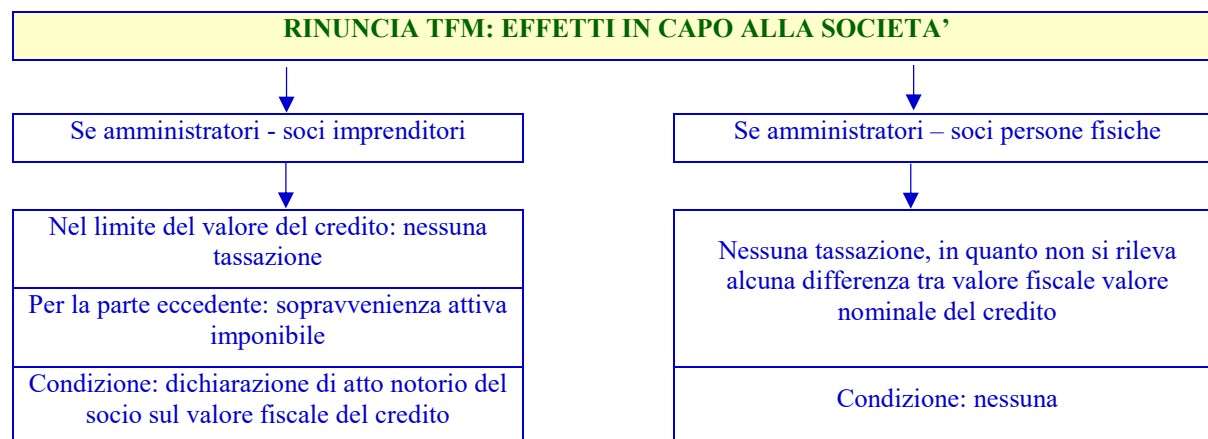 RINUNCIA TFM: EFFETTI IN CAPO ALLA SOCIETA’
Se amministratori - soci imprenditori
Nel limite del valore del credito: nessuna
tassazione
Per la parte eccedente: sopravvenienza attiva
imponibile
Condizione: dichiarazione di atto notorio del
socio sul valore fiscale del credito
Se amministratori – soci persone fisiche
Nessuna tassazione, in quanto non si rileva
alcuna differenza tra valore fiscale valore
nominale del credito
Condizione: nessuna